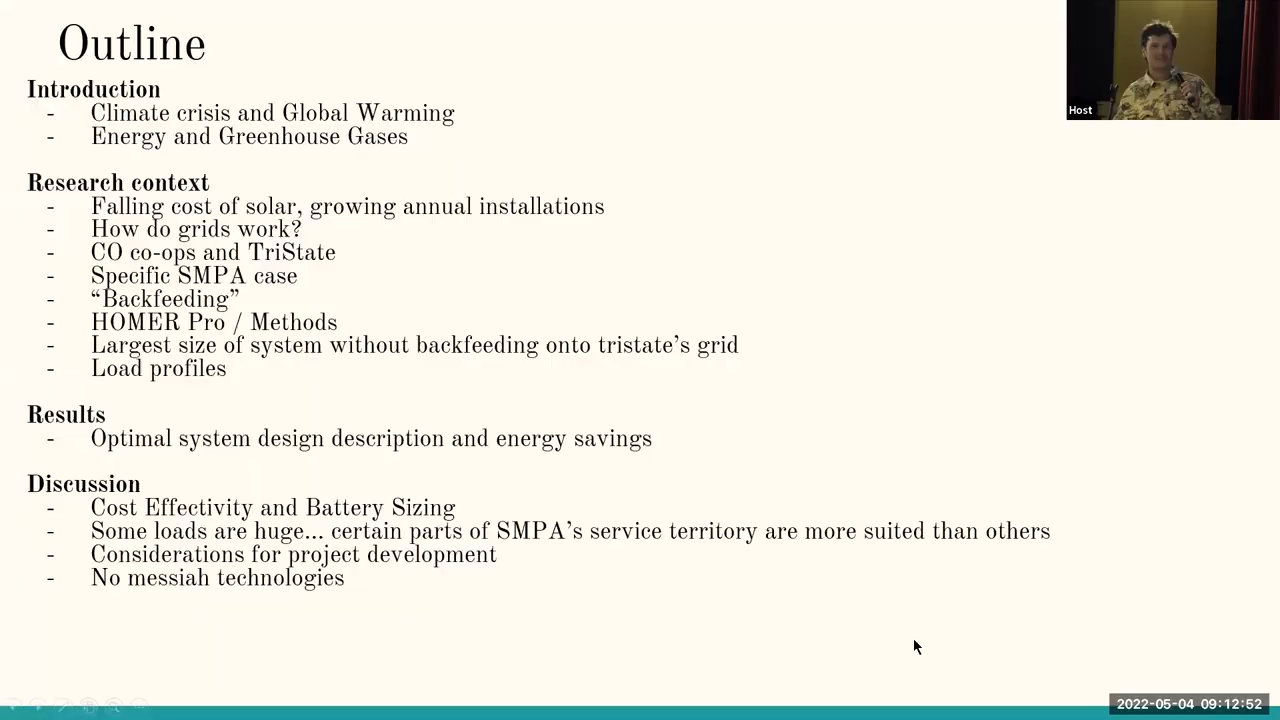 Outline
Introduction
- Climate crisis and Global Warming
- Energy and Greenhouse Gases
Research context
- Falling cost of solar, growing annual installations
- How do grids work?
- CO co-ops and TriState
- Specific SMPA case
- “Backfeeding”
- HOMER Pro / Methods
- Largest size of system without backfeeding onto tristate’s grid
- Load profiles
Results
- Optimal system design description and energy savings
Discussion
- Cost Effectivity and Battery Sizing
- Some loads are huge... certain parts of SMPA’s service territory are more suited than others
- Considerations for project development
- No messiah technologies
Host
2022-05-04 09:12:52